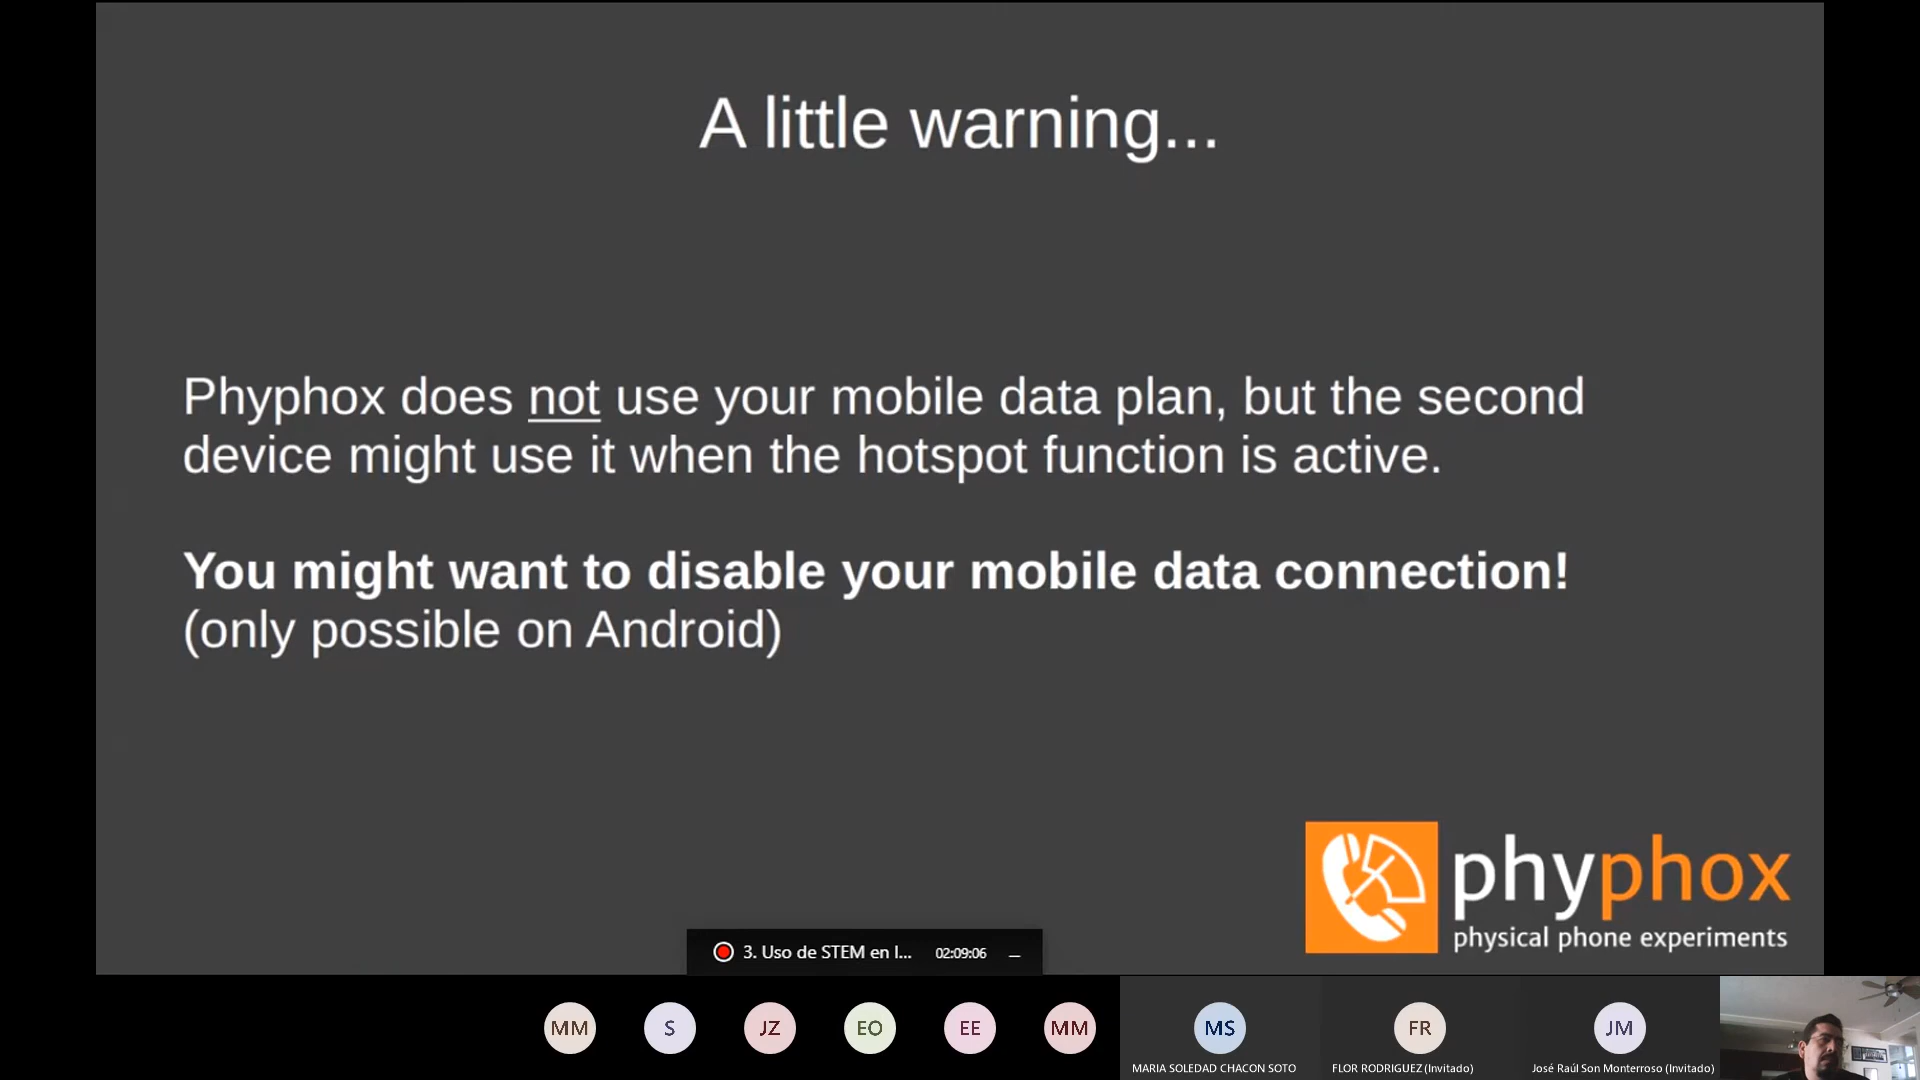 A little warning...
Phyphox does not use your mobile data plan, but the second
device might use it when the hotspot function is active.
You might want to disable your mobile data connection!
(only possible on Android)
phyphox
physical phone experiments
3. Uso de STEM en l... 02:09:06
MM S JZ EO EE MM MS FR JM
MARIA SOLEDAD CHACON SOTO FLOR RODRIGUEZ (Invitado) José Raúl Son Monterroso (Invitado)